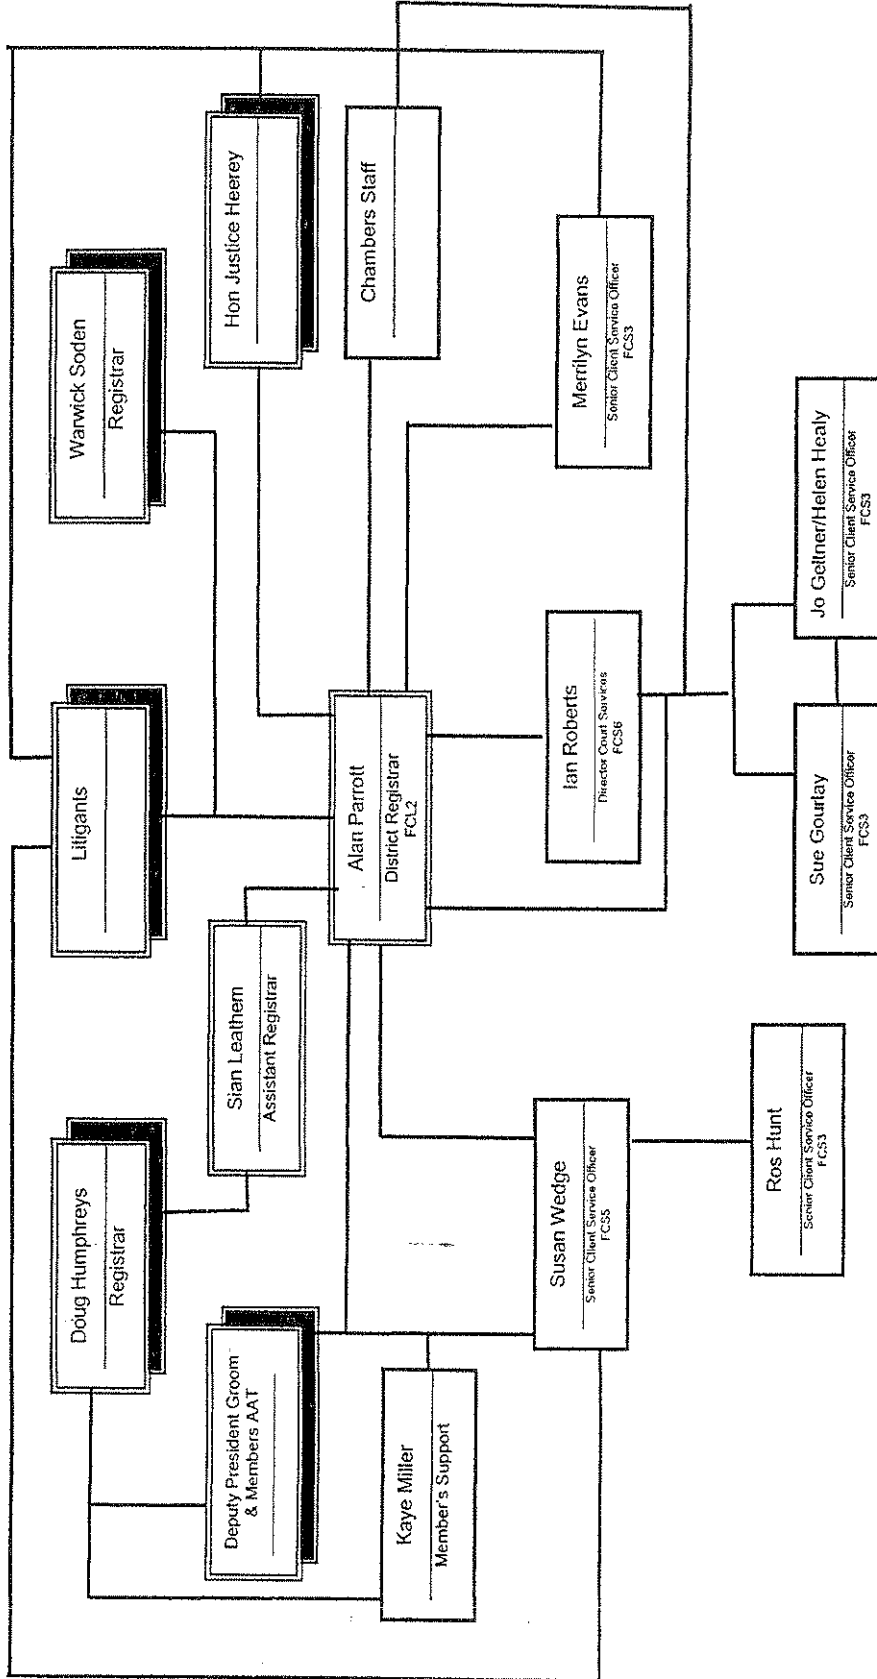 Doug Humphreys
Registrar
Litigants
Warwick Soden
Registrar
Deputy President Groom
& Members AAT
Sian Leathem
Assistant Registrar
Hon Justice Heerey
Kaye Miller
Member's Support
Alan Parrott
District Registrar
FCL2
Chambers Staff
Susan Wedge
Senior Client Service Officer
FCS5
Ian Roberts
Director Court Services
FCS6
Merrilyn Evans
Senior Client Service Officer
FCS3
Ros Hunt
Senior Client Service Officer
FCS3
Sue Gourlay
Senior Client Service Officer
FCS3
Jo Geltner/Helen Healy
Senior Client Service Officer
FCS3